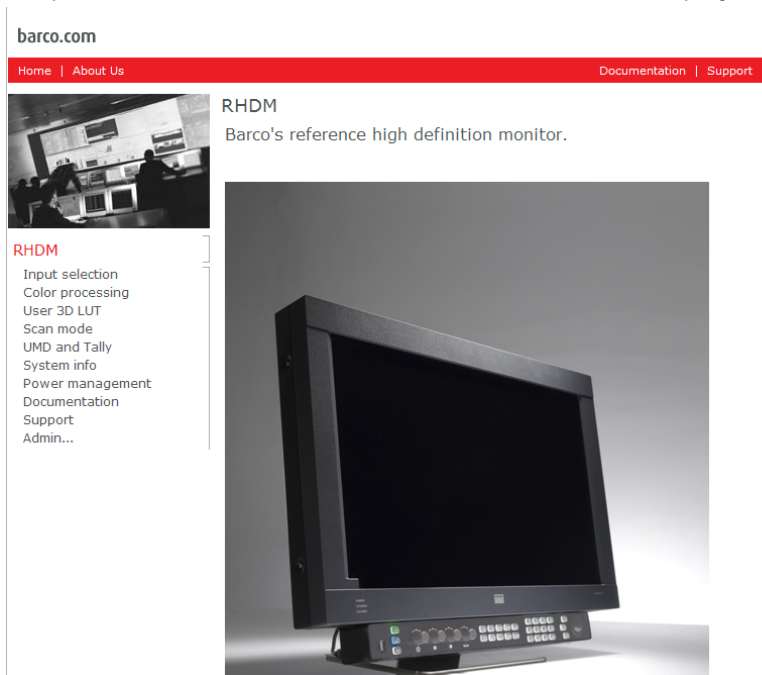 barco.com
Home | About Us
Documentation | Support
RHDM
Barco's reference high definition monitor.
RHDM
Input selection
Color processing
User 3D LUT
Scan mode
UMD and Tally
System info
Power management
Documentation
Support
Admin...